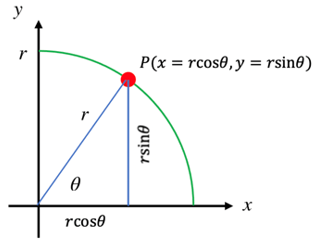 y
r
P(x = rcosθ, y = rsinθ)
r
rsinθ
θ
x
rcosθ